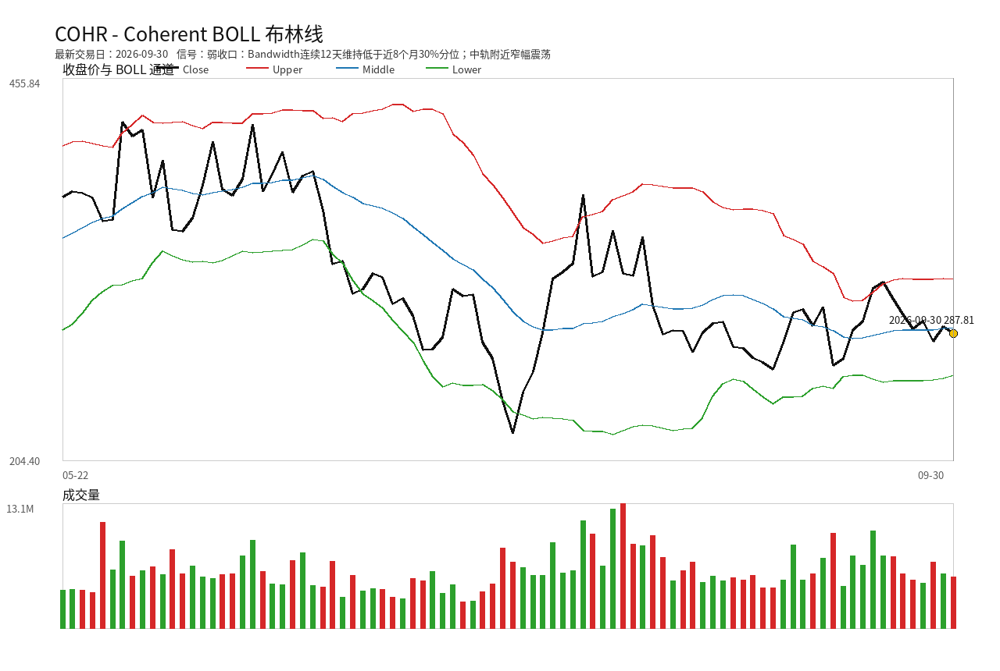 COHR - Coherent BOLL 布林线
最新交易日：2026-09-30 信号：弱收口：Bandwidth连续12天维持低于近8个月30%分位；中轨附近窄幅震荡
收盘价与 BOLL 通道 Close Upper Middle Lower
455.84
2026-09-30 287.81
204.40
05-22 09-30
成交量
13.1M